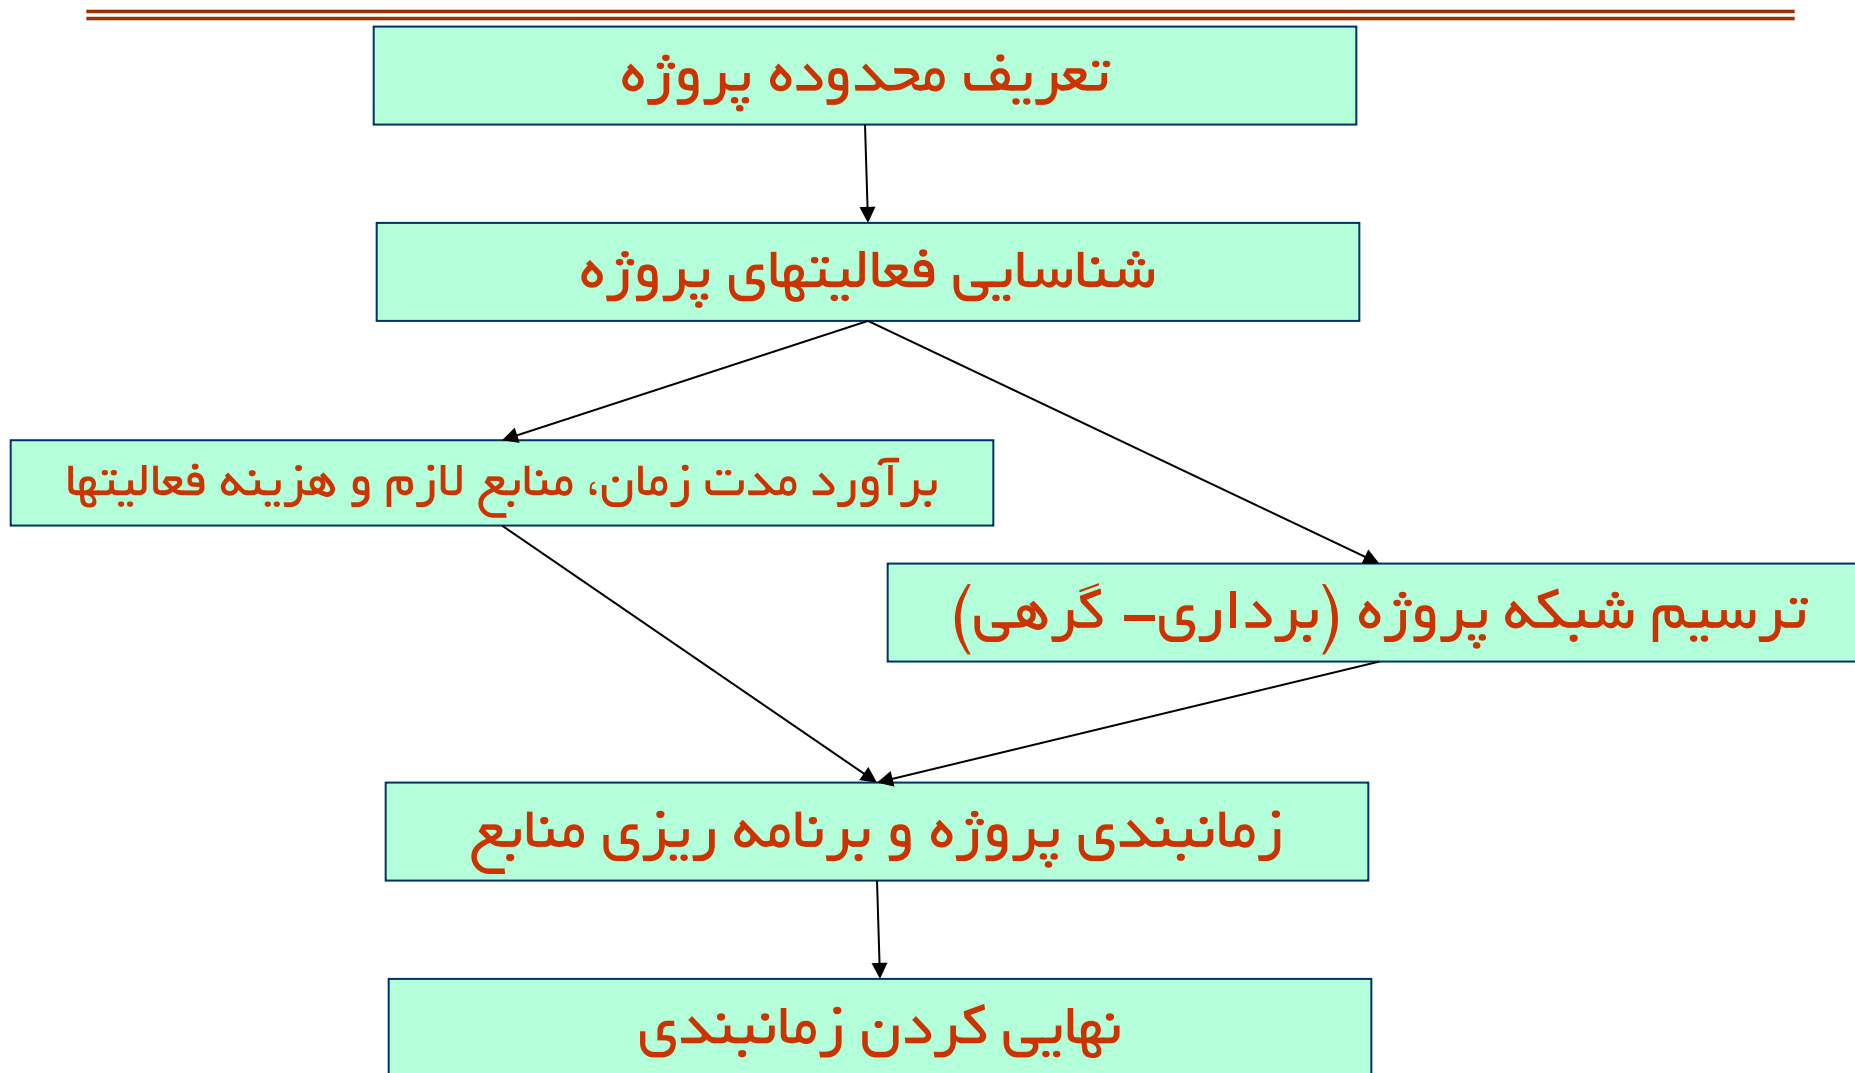 تعریف محدوده پروژه
شناسایی فعالیتهای پروژه
برآورد مدت زمان، منابع لازم و هزینه فعالیتها
ترسیم شبکه پروژه (برداری– گرهی)
زمانبندی پروژه و برنامه ریزی منابع
نهایی کردن زمانبندی